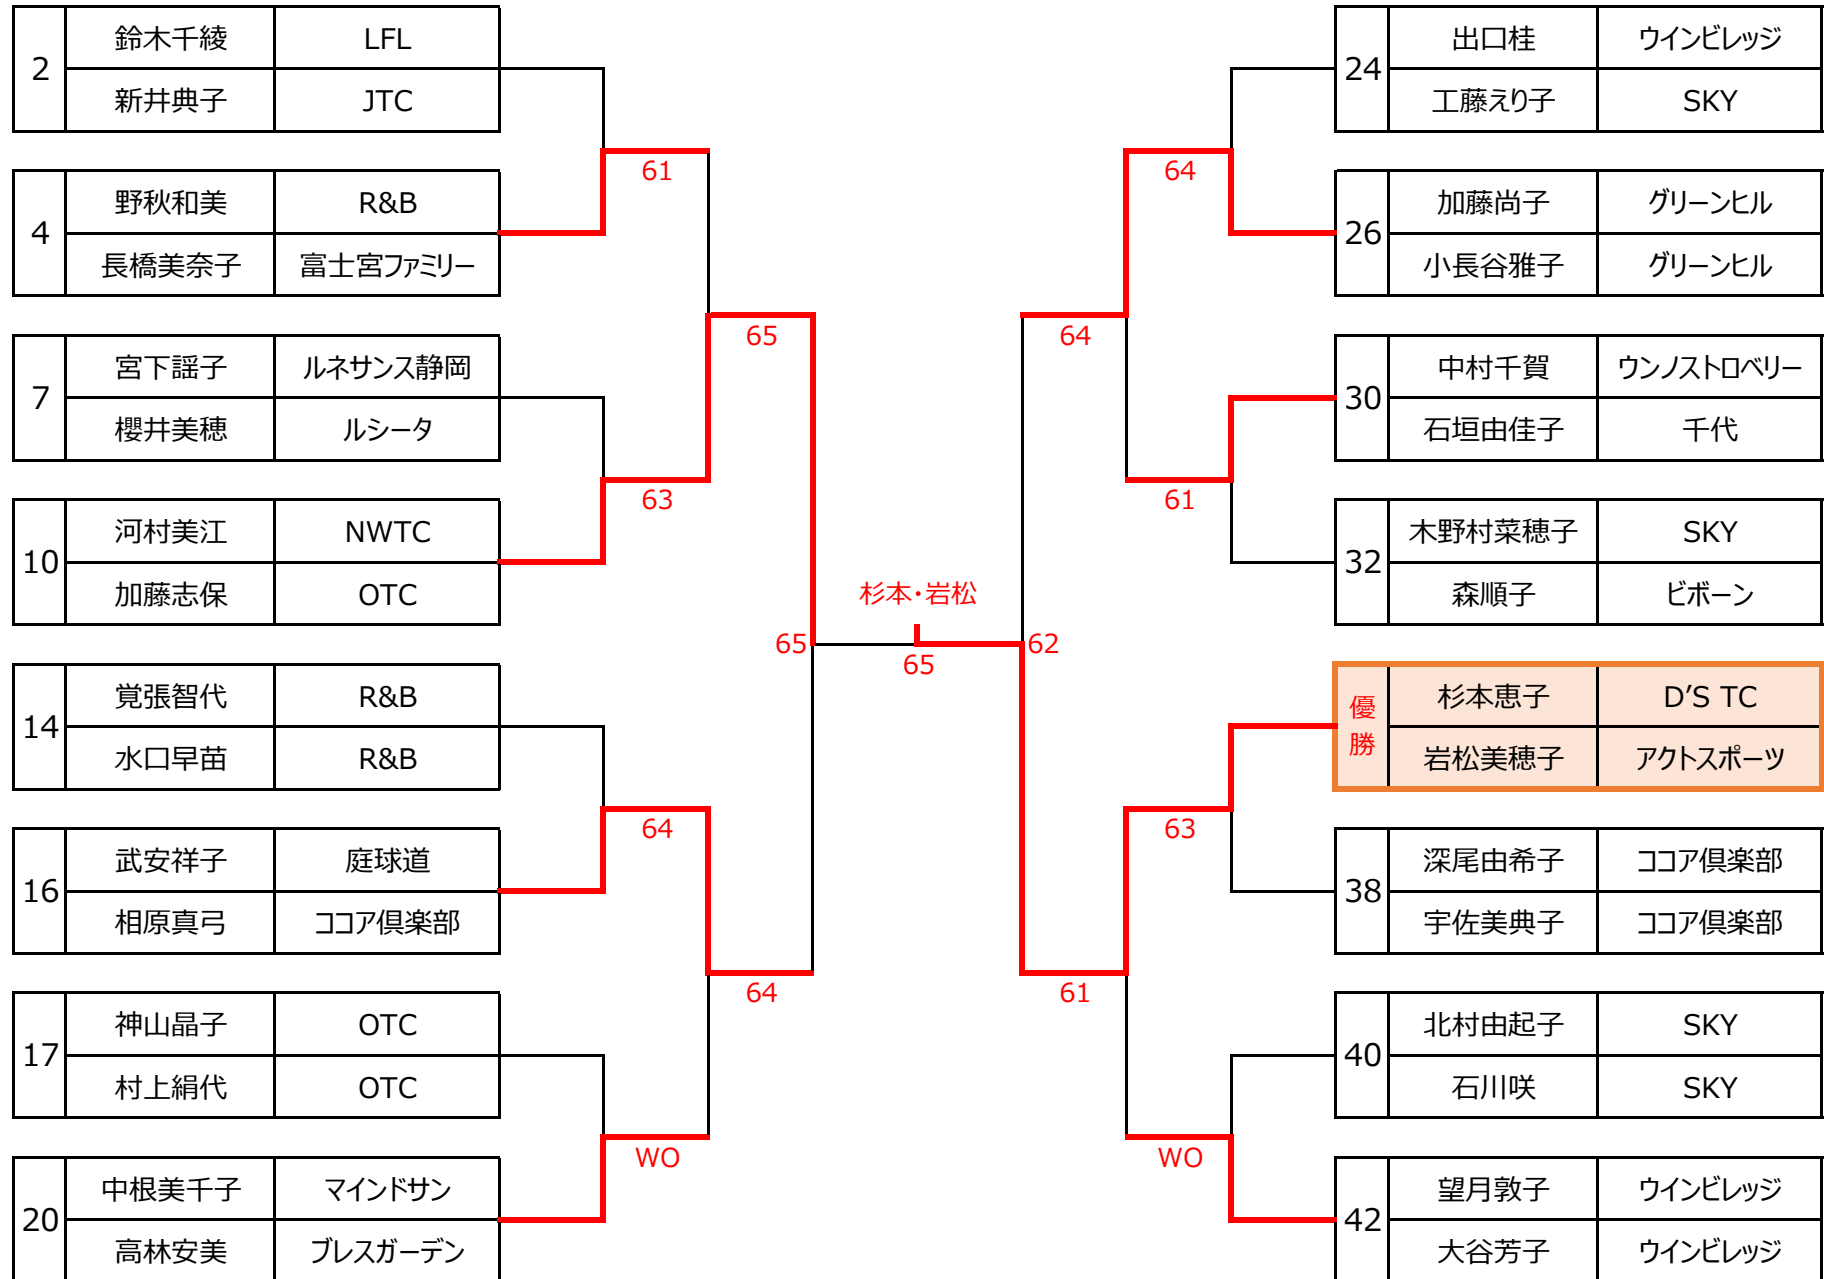 2 鈴木千綾 LFL
新井典子 JTC
4 野秋和美 R&B
長橋美奈子 富士宮ファミリー
61
7 宮下謡子 ルネサンス静岡
櫻井美穂 ルシータ
65
10 河村美江 NWTC
加藤志保 OTC
63
14 覚張智代 R&B
水口早苗 R&B
65
16 武安祥子 庭球道
相原真弓 ココア倶楽部
64
17 神山晶子 OTC
村上絹代 OTC
64
20 中根美千子 マインドサン
高林安美 ブレスガーデン
WO
杉本・岩松
65
24 出口桂 ウインビレッジ
工藤えり子 SKY
64
26 加藤尚子 グリーンヒル
小長谷雅子 グリーンヒル
64
30 中村千賀 ウンノストロベリー
石垣由佳子 千代
61
32 木野村菜穂子 SKY
森順子 ビボーン
62
優勝 杉本恵子 D'S TC
岩松美穂子 アクトスポーツ
63
38 深尾由希子 ココア倶楽部
宇佐美典子 ココア倶楽部
61
40 北村由起子 SKY
石川咲 SKY
WO
42 望月敦子 ウインビレッジ
大谷芳子 ウインビレッジ